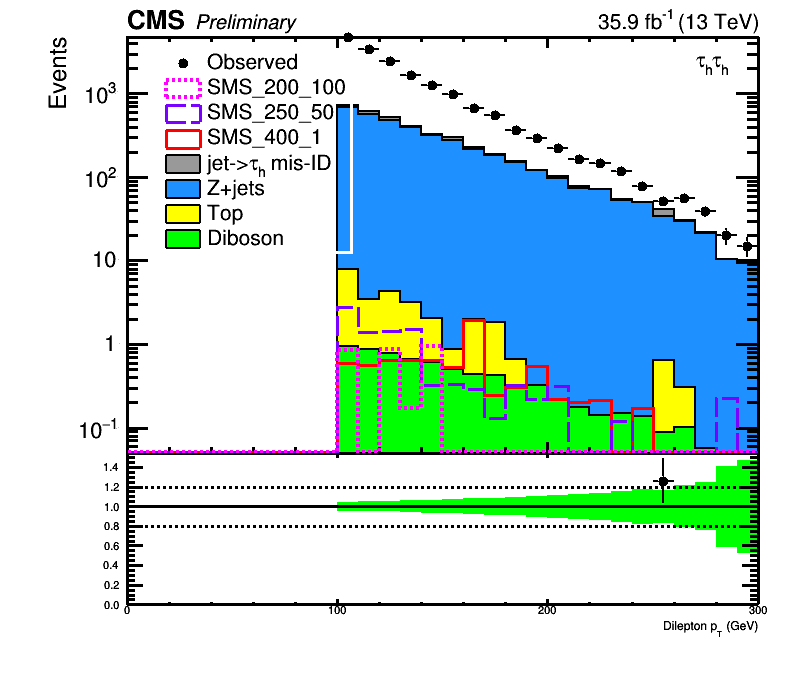 CMS Preliminary 35.9 fb⁻¹ (13 TeV)
Events
τₕτₕ
Observed
SMS_200_100
SMS_250_50
SMS_400_1
jet->τₕ mis-ID
Z+jets
Top
Diboson
10³
10²
10
1
10⁻¹
1.4
1.2
1.0
0.8
0.6
0.4
0.2
0.0
0 100 200 300
Dilepton p_T (GeV)